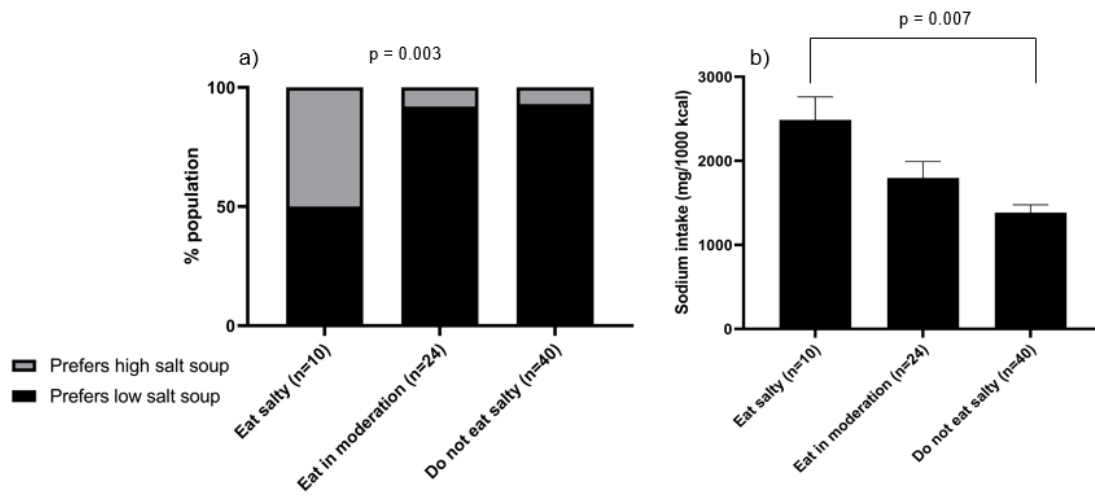 a)
p = 0.003
% population
100
50
0
Eat salty (n=10)
Eat in moderation (n=24)
Do not eat salty (n=40)
Prefers high salt soup
Prefers low salt soup
p = 0.007
b)
Sodium intake (mg/1000 kcal)
3000
2000
1000
0
Eat salty (n=10)
Eat in moderation (n=24)
Do not eat salty (n=40)